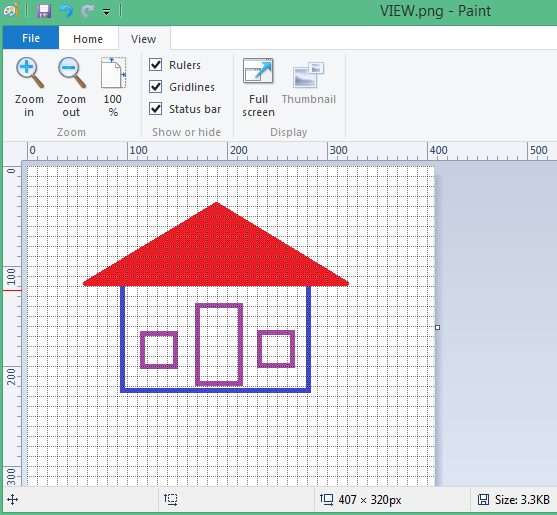 VIEW.png - Paint
File Home View
Zoom in
Zoom out
100 %
Rulers
Gridlines
Status bar
Full screen
Thumbnail
Zoom Show or hide Display
0 100 200 300 400 500
0
100
200
300
407 × 320px Size: 3.3KB